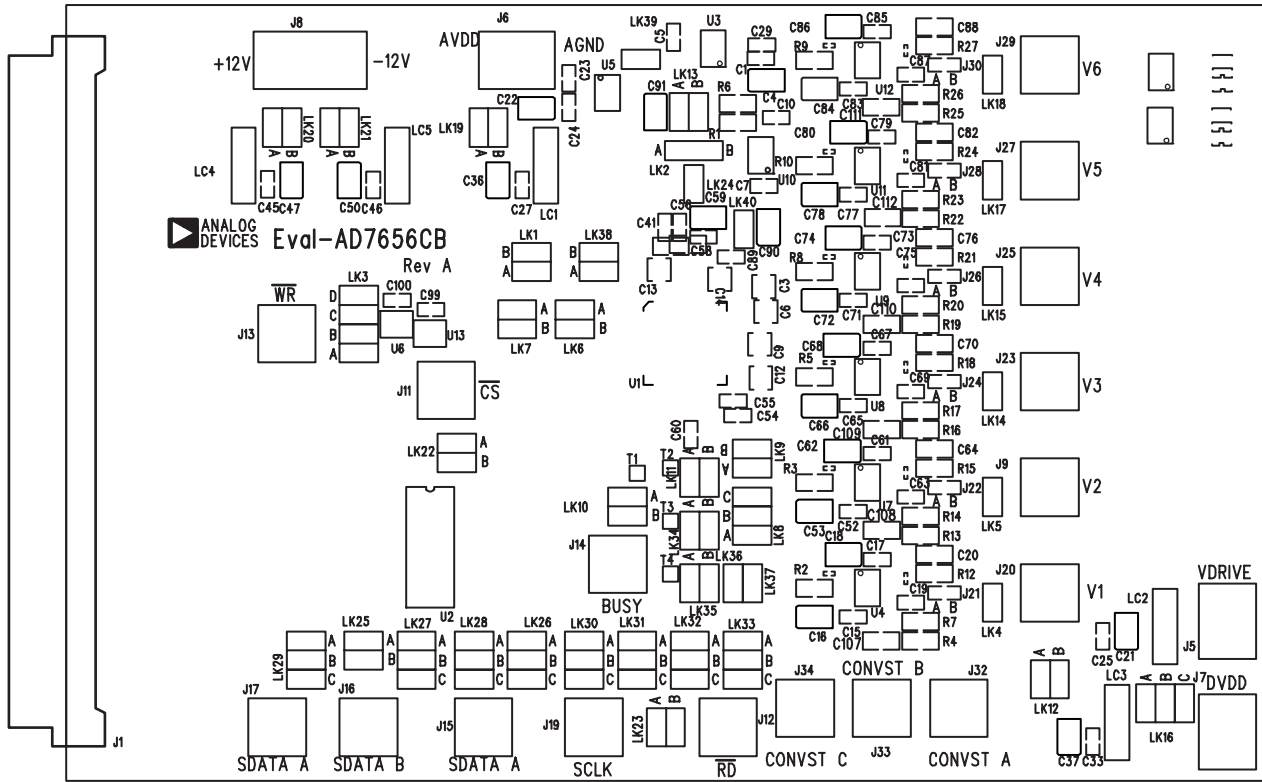 J8
+12V
-12V
J6
AVDD
AGND
LK39
C5
U3
C29
C1
C4
C86
C85
R9
C84
C83
U12
C88
R27
C87
J30
A B
J29
LK18
V6
C23
U5
C22
C24
C91
LK13
A
B
R6
R1
C10
R26
R25
LK20
A
B
LK21
A
B
LC5
LC4
C45
C47
C50
C46
LK19
A
B
C36
C27
LC1
A
B
LK2
LK24
R10
U10
C7
C80
C111
C79
C78
C77
U11
C82
R24
C81
J28
A B
J27
LK17
V5
R23
R22
C112
ANALOG
DEVICES
Eval-AD7656CB
Rev A
LK1
B
A
LK38
B
A
C41
C56
C59
C58
LK40
C90
C89
C74
C73
R8
C72
C71
U9
C75
C76
R21
J26
A B
J25
LK15
V4
R20
R19
C110
C13
C14
C3
C6
C9
C12
WR
J13
LK3
D
C
B
A
C100
C99
U6
U13
LK7
A
B
LK6
A
B
U1
C68
C67
R5
C66
C65
U8
C70
R18
C69
J24
A B
J23
LK14
V3
R17
R16
C109
J11
CS
C55
C54
C60
LK22
A
B
T1
T2
LK11
A
B
LK9
B
A
C62
C61
R3
C53
C52
U7
C64
R15
C63
J22
A B
J9
LK5
V2
R14
R13
C108
U2
LK10
A
B
T3
LK34
A
B
C
B
A
LK8
J14
BUSY
T4
A
B
LK35
LK36
LK37
C18
C17
R2
C16
C15
U4
C20
R12
C19
J21
A B
J20
LK4
V1
R7
R4
C107
VDRIVE
LC2
C25
C21
J5
LK29
A
B
C
LK25
A
B
LK27
A
B
C
LK28
A
B
C
LK26
A
B
C
LK30
A
B
C
LK31
A
B
C
LK32
A
B
C
LK33
A
B
C
J34
CONVST B
J32
A
B
LK12
LC3
A
B
C
J7
DVDD
LK16
C37
C33
J17
SDATA A
J16
SDATA B
J15
SDATA A
J19
SCLK
LK23
A
B
J12
RD
CONVST C
J33
CONVST A
J1